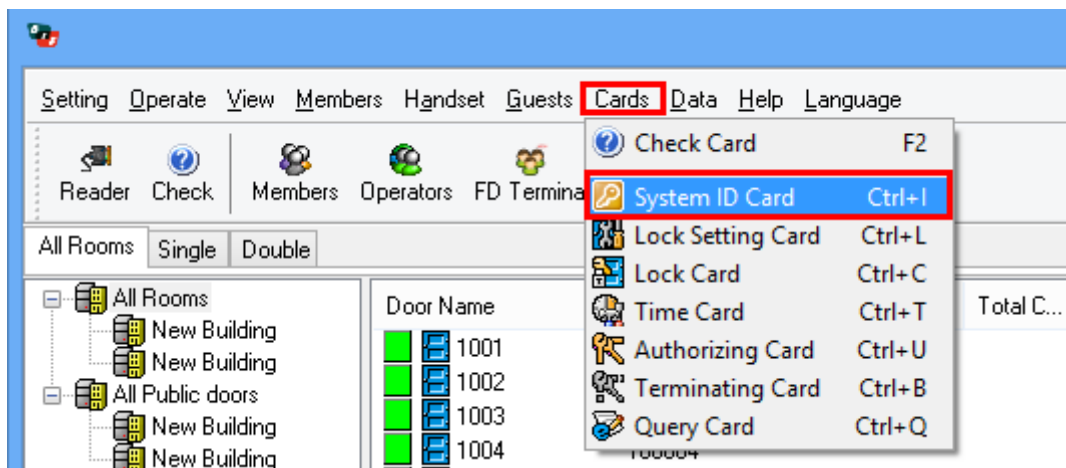 Setting Operate View Members Handset Guests Cards Data Help Language
Reader Check Members Operators FD Termina
Check Card F2
System ID Card Ctrl+I
Lock Setting Card Ctrl+L
Lock Card Ctrl+C
Time Card Ctrl+T
Authorizing Card Ctrl+U
Terminating Card Ctrl+B
Query Card Ctrl+Q
All Rooms Single Double
All Rooms
New Building
New Building
All Public doors
New Building
New Building
Door Name Total C...
1001
1002
1003
1004